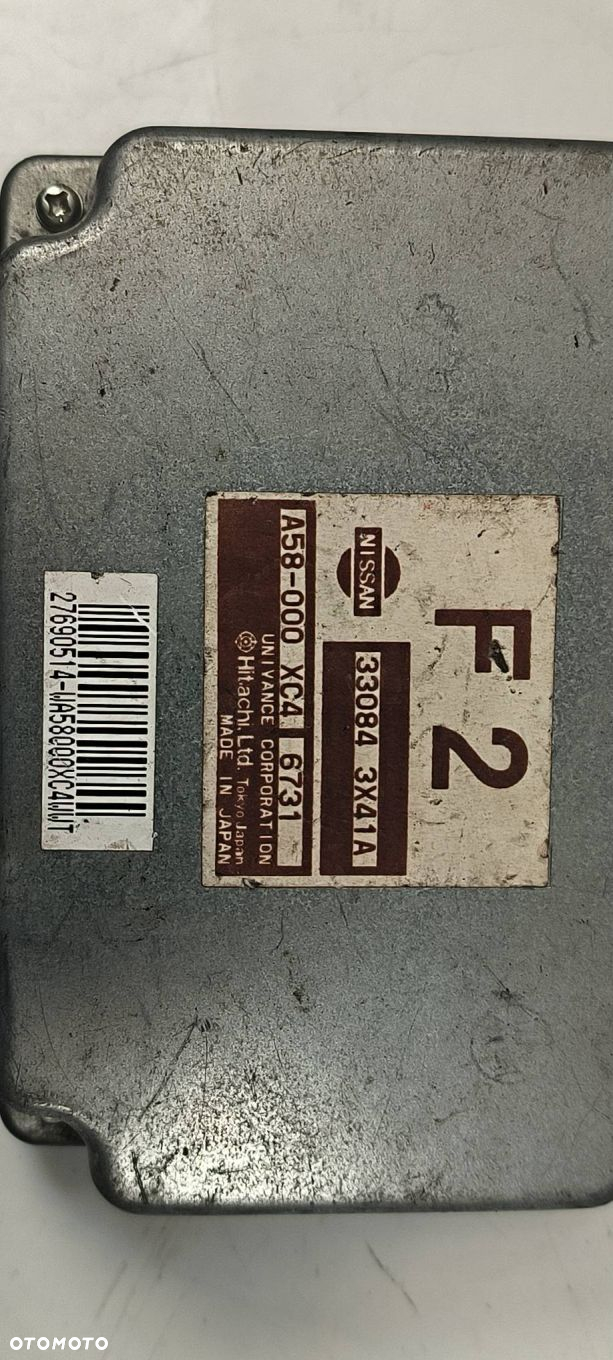 F2
NISSAN
33084 3X41A
A58-000 XC4 6731
UNIVANCE CORPORATION
Hitachi, Ltd. Tokyo Japan
MADE IN JAPAN
27690514-WA58000XC4WWT
OTOMOTO